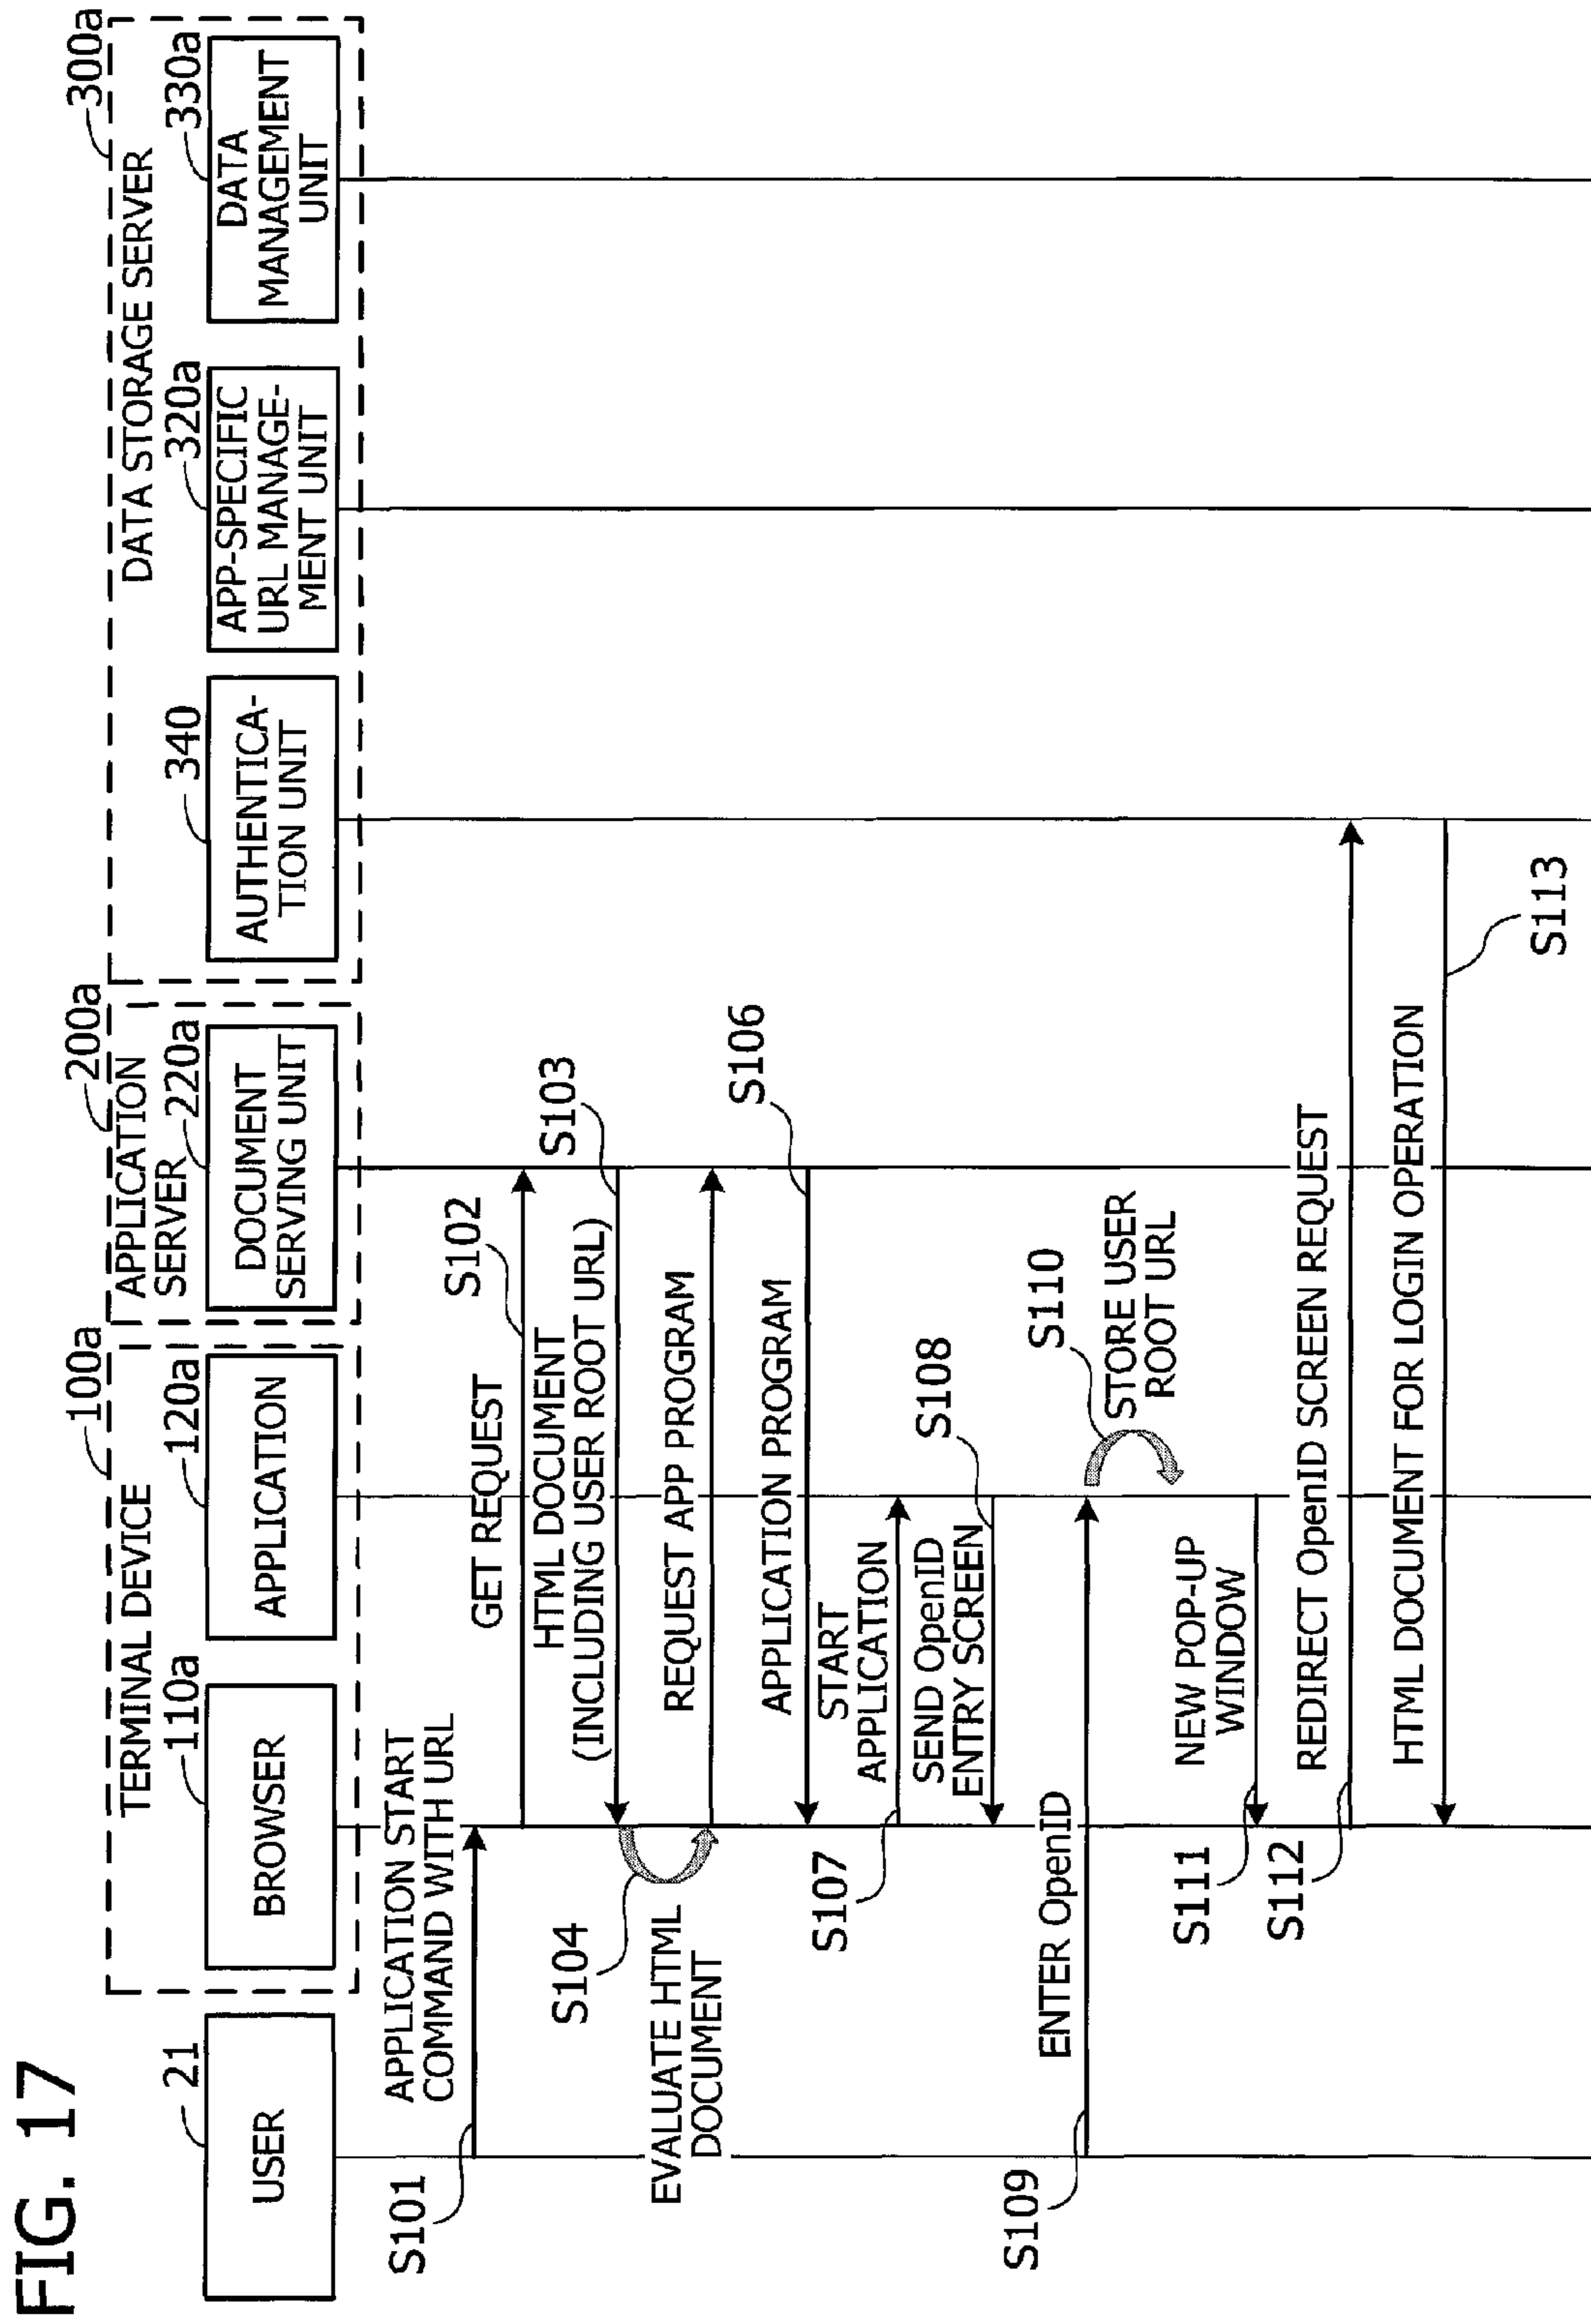 FIG. 17
300a
200a
100a
DATA STORAGE SERVER
APPLICATION
SERVER
TERMINAL DEVICE
21
110a
120a
220a
340
320a
330a
USER
BROWSER
APPLICATION
DOCUMENT
SERVING UNIT
AUTHENTICA-
TION UNIT
APP-SPECIFIC
URL MANAGE-
MENT UNIT
DATA
MANAGEMENT
UNIT
S101
APPLICATION START
COMMAND WITH URL
GET REQUEST
S102
HTML DOCUMENT
(INCLUDING USER ROOT URL)
S103
S104
EVALUATE HTML
DOCUMENT
REQUEST APP PROGRAM
APPLICATION PROGRAM
S106
START
APPLICATION
S107
SEND OpenID
ENTRY SCREEN
S108
S109
ENTER OpenID
S110
STORE USER
ROOT URL
NEW POP-UP
WINDOW
S111
REDIRECT OpenID SCREEN REQUEST
S112
HTML DOCUMENT FOR LOGIN OPERATION
S113